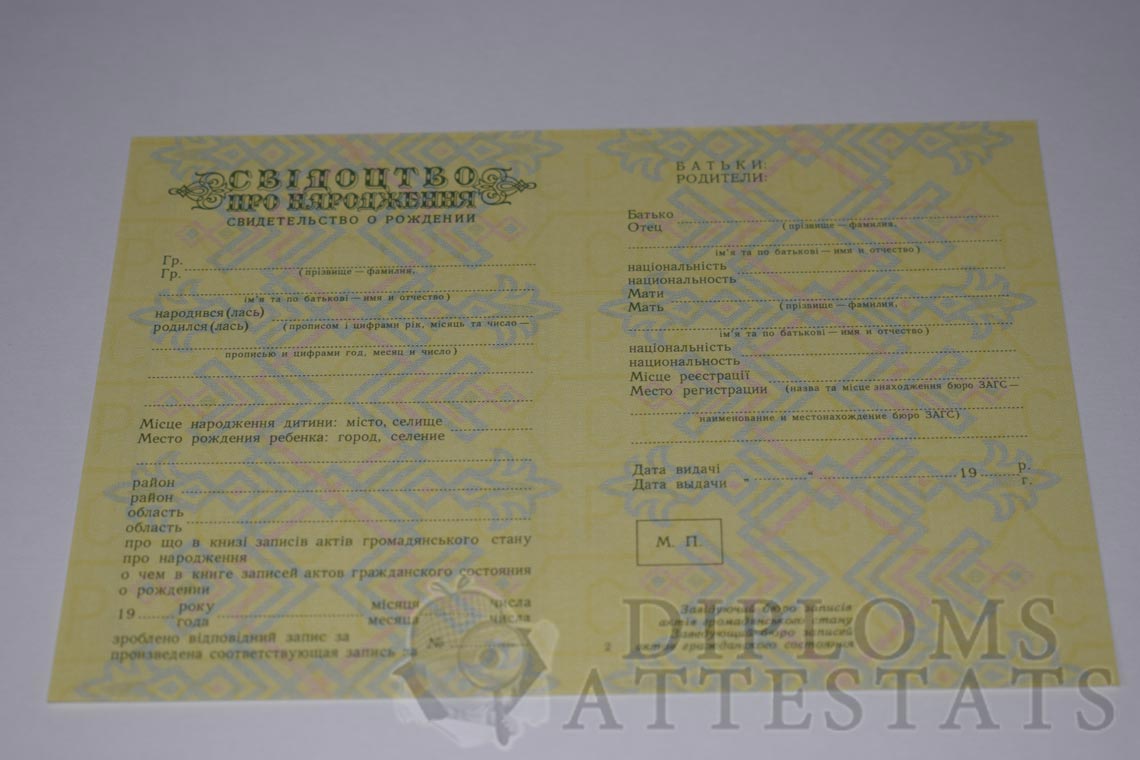 СВІДОЦТВО
ПРО НАРОДЖЕННЯ
СВИДЕТЕЛЬСТВО О РОЖДЕНИИ
Гр.
Гр.
(прізвище — фамилия,
ім'я та по батькові — имя и отчество)
народився (лась)
родился (лась) (прописом і цифрами рік, місяць та число —
прописью и цифрами год, месяц и число)
Місце народження дитини: місто, селище
Место рождения ребенка: город, селение
район
район
область
область
про що в книзі записів актів громадянського стану
про народження
о чем в книге записей актов гражданского состояния
о рождении
19 року місяця числа
года месяца числа
зроблено відповідний запис за
произведена соответствующая запись за №
БАТЬКИ:
РОДИТЕЛИ:
Батько
Отец (прізвище — фамилия,
ім'я та по батькові — имя и отчество)
національність
национальность
Мати
Мать (прізвище — фамилия,
ім'я та по батькові — имя и отчество)
національність
национальность
Місце реєстрації
Место регистрации (назва та місце знаходження бюро ЗАГС —
наименование и местонахождение бюро ЗАГС)
Дата видачі
Дата выдачи " " 19 р.
г.
М. П.
Завідуючий бюро записів
актів громадянського стану
Заведующий бюро записей
2 актов гражданского состояния
DIPLOMS
ATTESTATS